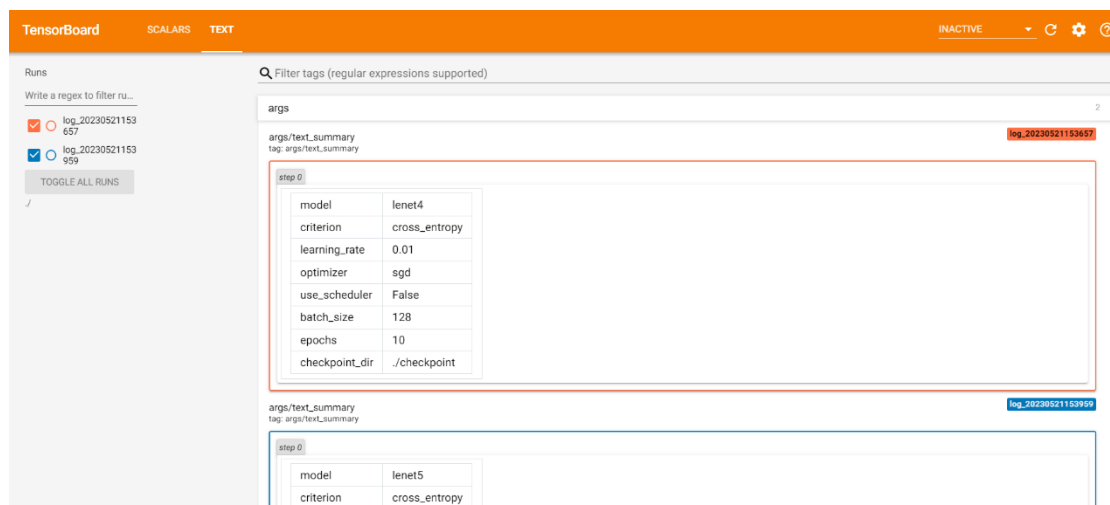 TensorBoard SCALARS TEXT INACTIVE
Runs
Write a regex to filter ru...
log_20230521153
657
log_20230521153
959
TOGGLE ALL RUNS
./
Filter tags (regular expressions supported)
args 2
args/text_summary log_20230521153657
tag: args/text_summary
step 0
model lenet4
criterion cross_entropy
learning_rate 0.01
optimizer sgd
use_scheduler False
batch_size 128
epochs 10
checkpoint_dir ./checkpoint
args/text_summary log_20230521153959
tag: args/text_summary
step 0
model lenet5
criterion cross_entropy